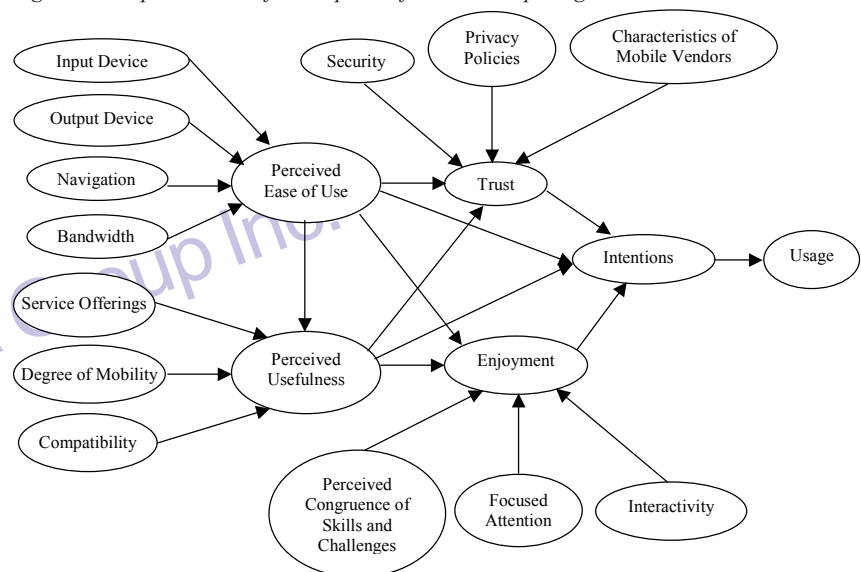 Input Device
Output Device
Navigation
Bandwidth
Service Offerings
Degree of Mobility
Compatibility
Perceived
Ease of Use
Perceived
Usefulness
Security
Privacy
Policies
Characteristics of
Mobile Vendors
Trust
Intentions
Usage
Enjoyment
Perceived
Congruence of
Skills and
Challenges
Focused
Attention
Interactivity
Inc.